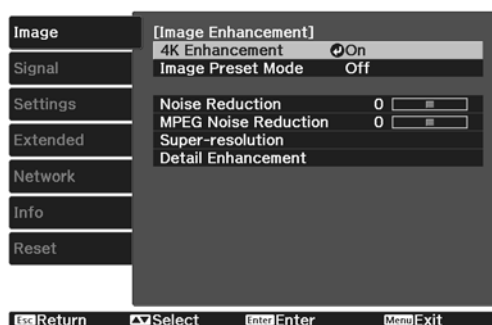 Image
Signal
Settings
Extended
Network
Info
Reset
[Image Enhancement]
4K Enhancement On
Image Preset Mode Off
Noise Reduction 0
MPEG Noise Reduction 0
Super-resolution
Detail Enhancement
Esc Return Select Enter Enter Menu Exit